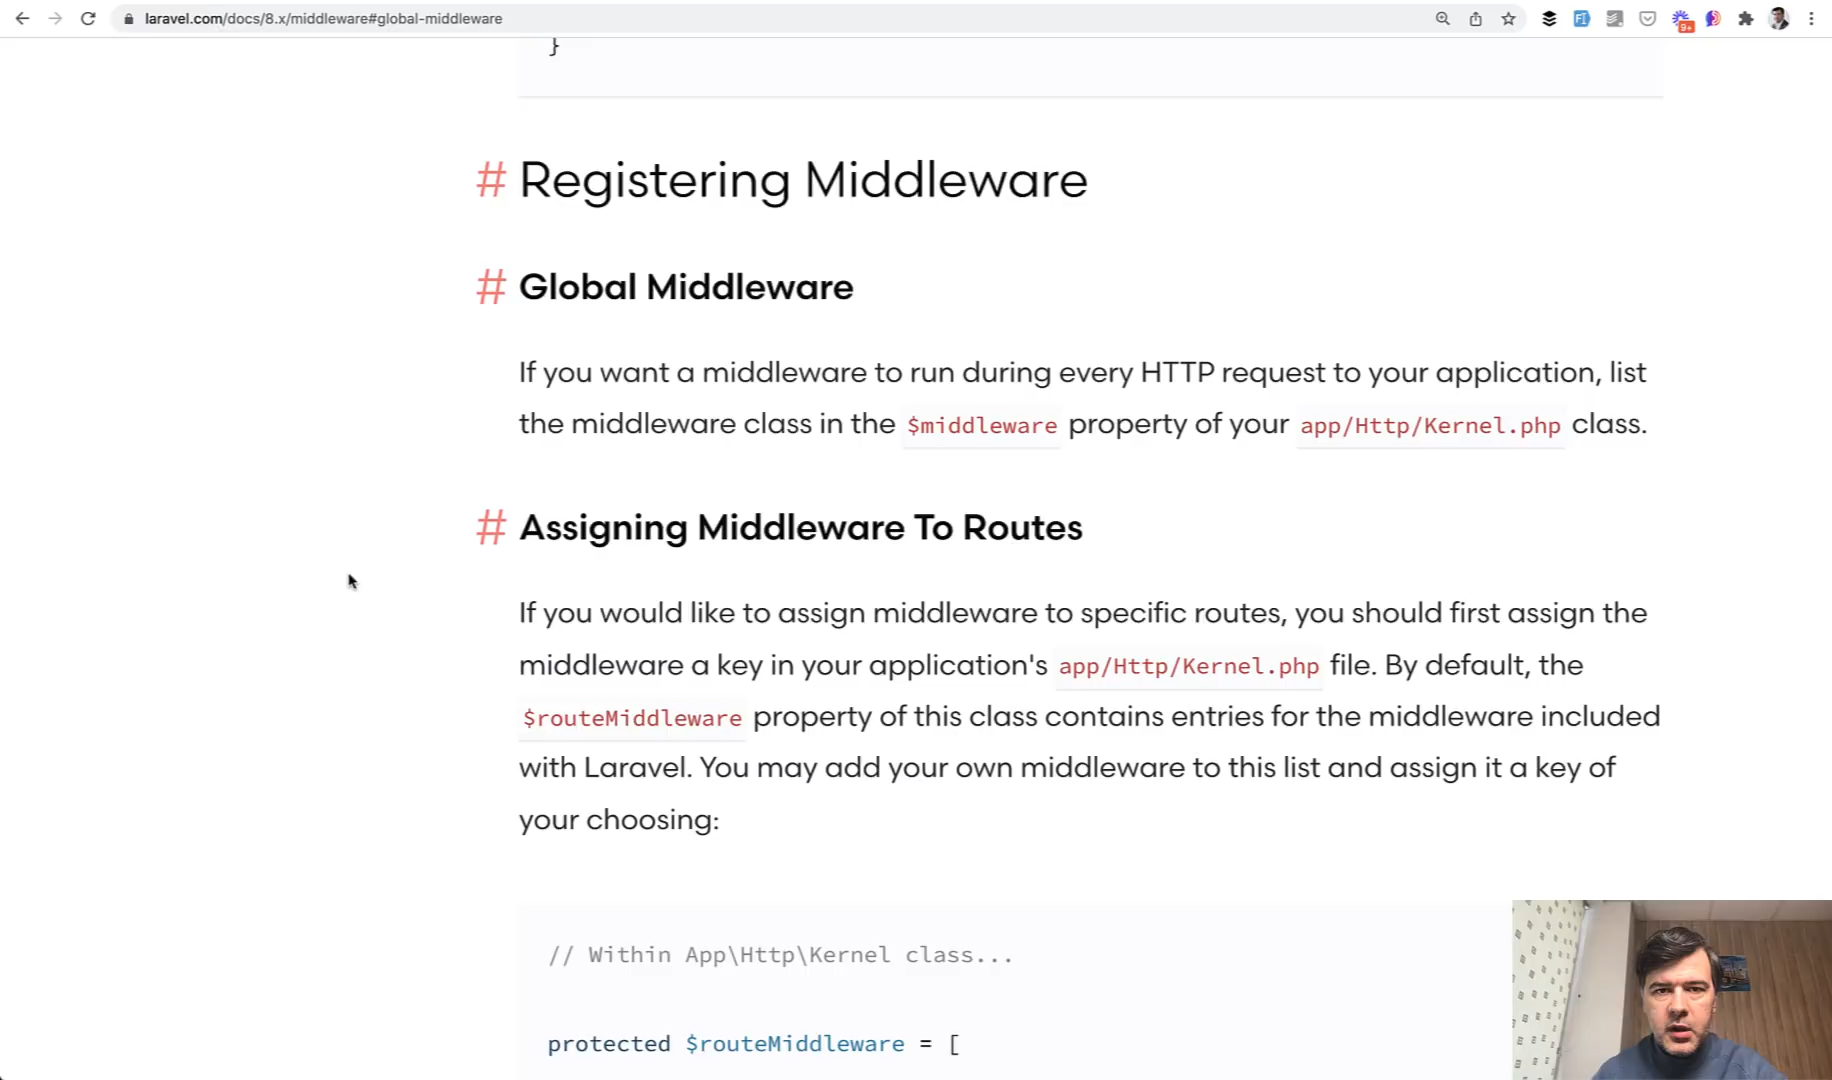 laravel.com/docs/8.x/middleware#global-middleware
FI
9+
}
# Registering Middleware
# Global Middleware
If you want a middleware to run during every HTTP request to your application, list
the middleware class in the $middleware property of your app/Http/Kernel.php class.
# Assigning Middleware To Routes
If you would like to assign middleware to specific routes, you should first assign the
middleware a key in your application's app/Http/Kernel.php file. By default, the
$routeMiddleware property of this class contains entries for the middleware included
with Laravel. You may add your own middleware to this list and assign it a key of
your choosing:
// Within App\Http\Kernel class...
protected $routeMiddleware = [